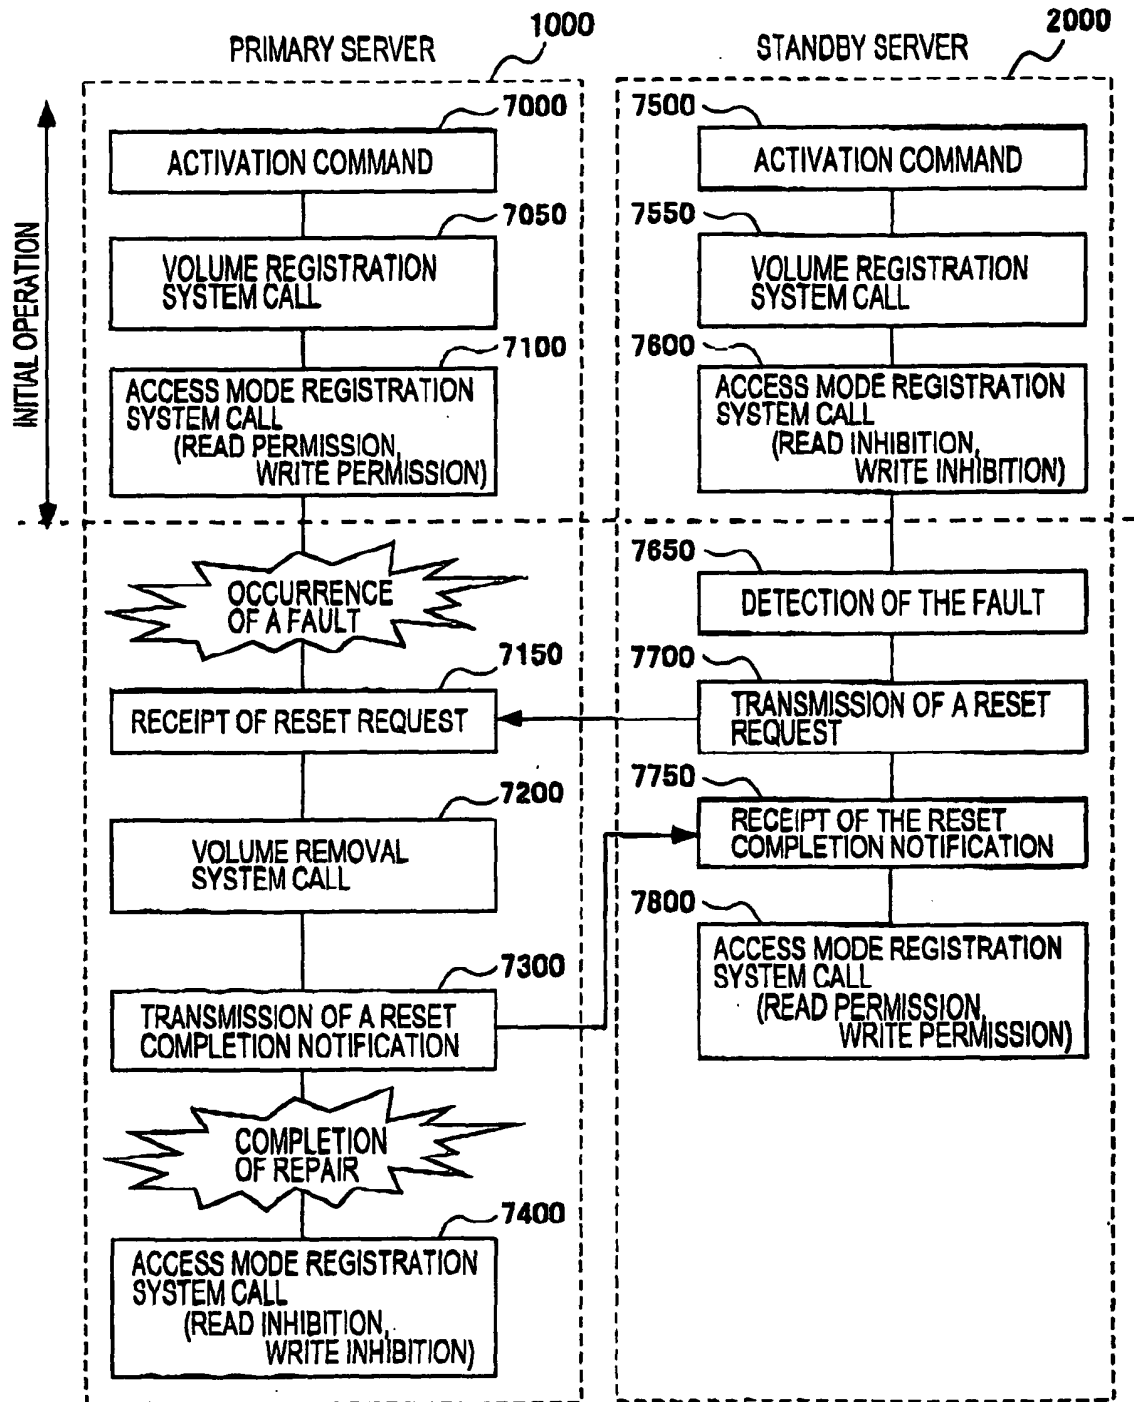 PRIMARY SERVER
1000
STANDBY SERVER
2000
INITIAL OPERATION
7000
ACTIVATION COMMAND
7050
VOLUME REGISTRATION
SYSTEM CALL
7100
ACCESS MODE REGISTRATION
SYSTEM CALL
(READ PERMISSION,
WRITE PERMISSION)
OCCURRENCE
OF A FAULT
7150
RECEIPT OF RESET REQUEST
7200
VOLUME REMOVAL
SYSTEM CALL
7300
TRANSMISSION OF A RESET
COMPLETION NOTIFICATION
COMPLETION
OF REPAIR
7400
ACCESS MODE REGISTRATION
SYSTEM CALL
(READ INHIBITION,
WRITE INHIBITION)
7500
ACTIVATION COMMAND
7550
VOLUME REGISTRATION
SYSTEM CALL
7600
ACCESS MODE REGISTRATION
SYSTEM CALL
(READ INHIBITION,
WRITE INHIBITION)
7650
DETECTION OF THE FAULT
7700
TRANSMISSION OF A RESET
REQUEST
7750
RECEIPT OF THE RESET
COMPLETION NOTIFICATION
7800
ACCESS MODE REGISTRATION
SYSTEM CALL
(READ PERMISSION,
WRITE PERMISSION)